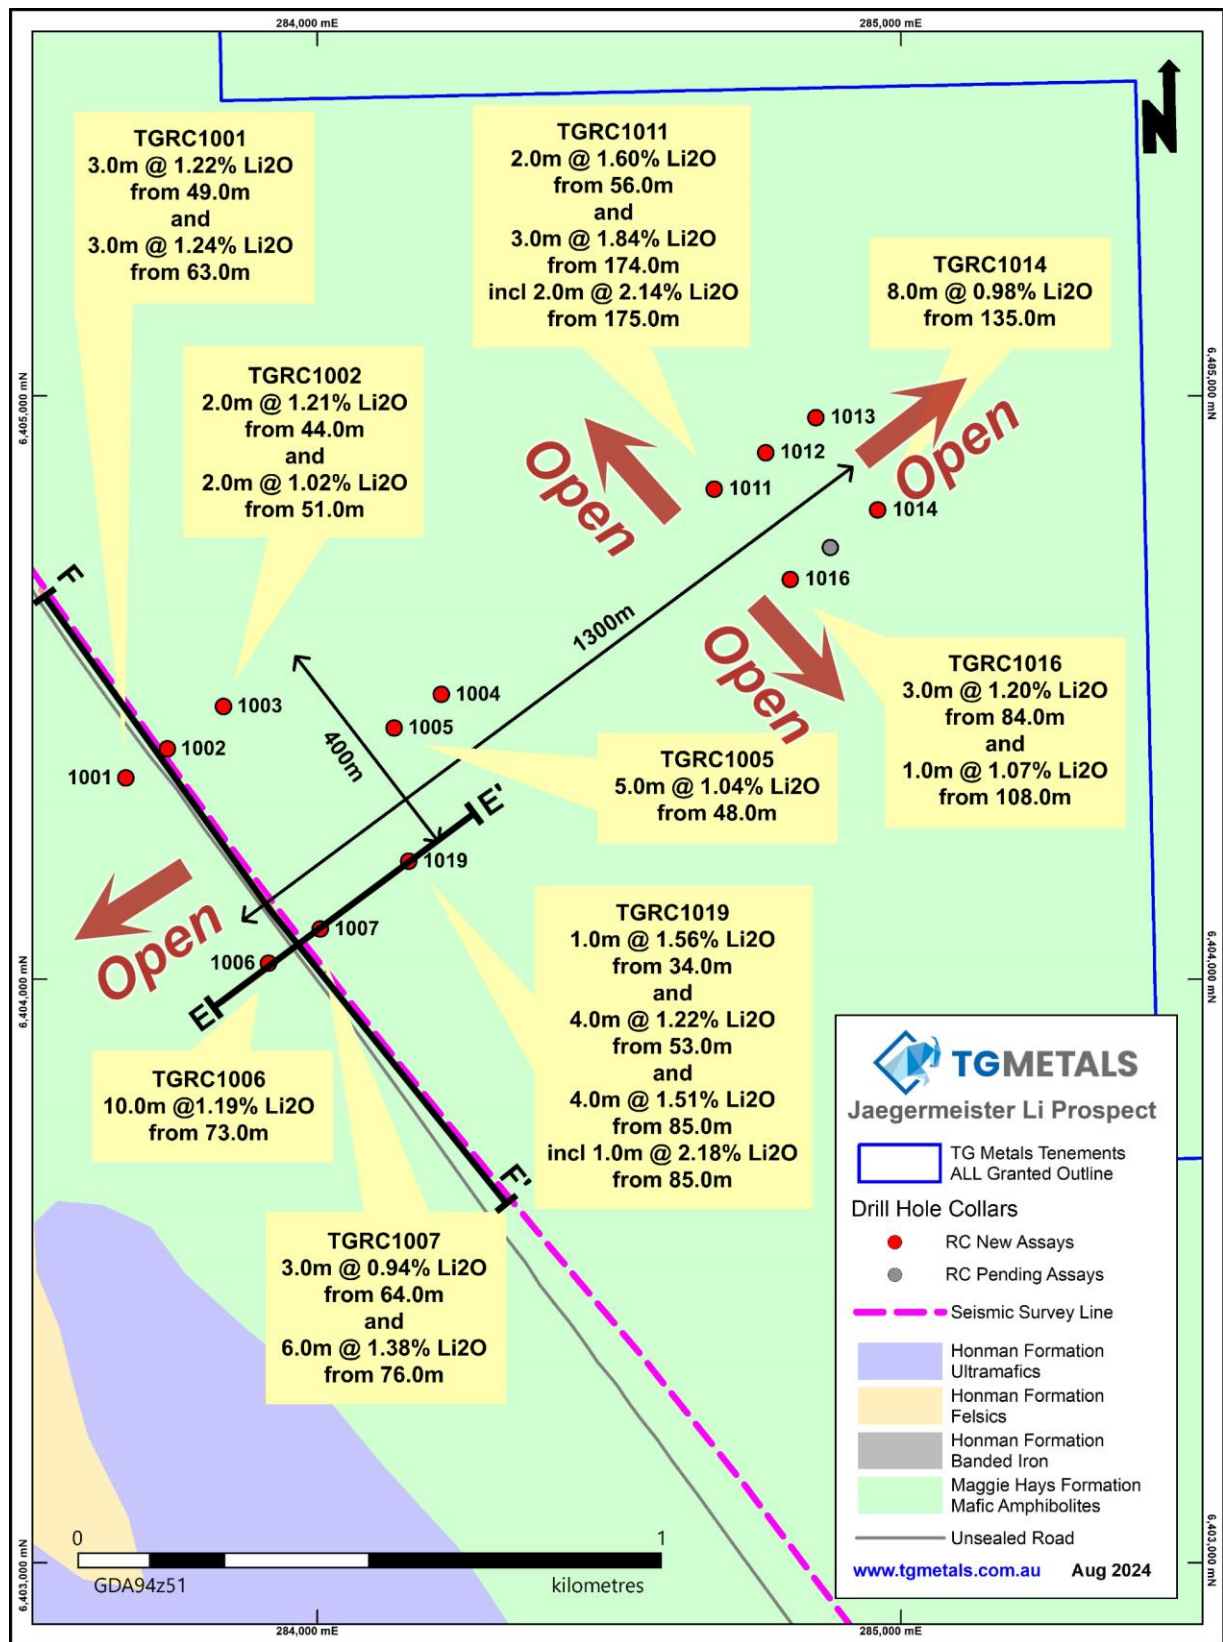 284,000 mE
285,000 mE
N
TGRC1001
3.0m @ 1.22% Li2O
from 49.0m
and
3.0m @ 1.24% Li2O
from 63.0m
TGRC1011
2.0m @ 1.60% Li2O
from 56.0m
and
3.0m @ 1.84% Li2O
from 174.0m
incl 2.0m @ 2.14% Li2O
from 175.0m
TGRC1014
8.0m @ 0.98% Li2O
from 135.0m
TGRC1002
2.0m @ 1.21% Li2O
from 44.0m
and
2.0m @ 1.02% Li2O
from 51.0m
6,405,000 mN
6,405,000 mN
1013
1012
1011
1014
1016
Open
Open
Open
F
1300m
400m
1003
1004
1005
1002
1001
TGRC1016
3.0m @ 1.20% Li2O
from 84.0m
and
1.0m @ 1.07% Li2O
from 108.0m
TGRC1005
5.0m @ 1.04% Li2O
from 48.0m
E'
1019
1007
1006
Open
E
6,404,000 mN
6,404,000 mN
TGRC1019
1.0m @ 1.56% Li2O
from 34.0m
and
4.0m @ 1.22% Li2O
from 53.0m
and
4.0m @ 1.51% Li2O
from 85.0m
incl 1.0m @ 2.18% Li2O
from 85.0m
TGRC1006
10.0m @1.19% Li2O
from 73.0m
F'
TGRC1007
3.0m @ 0.94% Li2O
from 64.0m
and
6.0m @ 1.38% Li2O
from 76.0m
TGMETALS
Jaegermeister Li Prospect
TG Metals Tenements
ALL Granted Outline
Drill Hole Collars
RC New Assays
RC Pending Assays
Seismic Survey Line
Honman Formation
Ultramafics
Honman Formation
Felsics
Honman Formation
Banded Iron
Maggie Hays Formation
Mafic Amphibolites
Unsealed Road
www.tgmetals.com.au Aug 2024
0 1
GDA94z51 kilometres
6,403,000 mN
6,403,000 mN
284,000 mE
285,000 mE